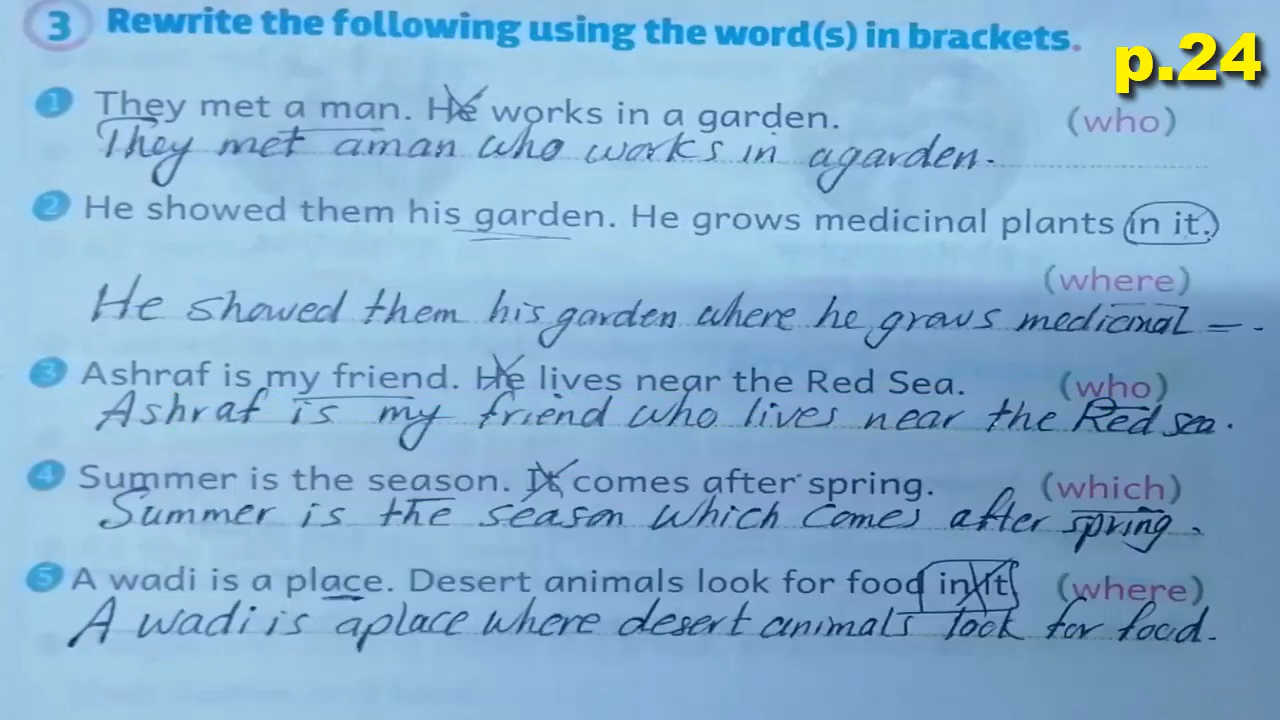 3 Rewrite the following using the word(s) in brackets.
p.24
1 They met a man. He works in a garden. (who)
They met aman who works in agarden.
2 He showed them his garden. He grows medicinal plants in it.
(where)
He showed them his garden where he grows medicinal — .
3 Ashraf is my friend. He lives near the Red Sea. (who)
Ashraf is my friend who lives near the Red sea.
4 Summer is the season. It comes after spring. (which)
Summer is the season which comes after spring.
5 A wadi is a place. Desert animals look for food in it (where)
A wadi is aplace where desert animals look for food.